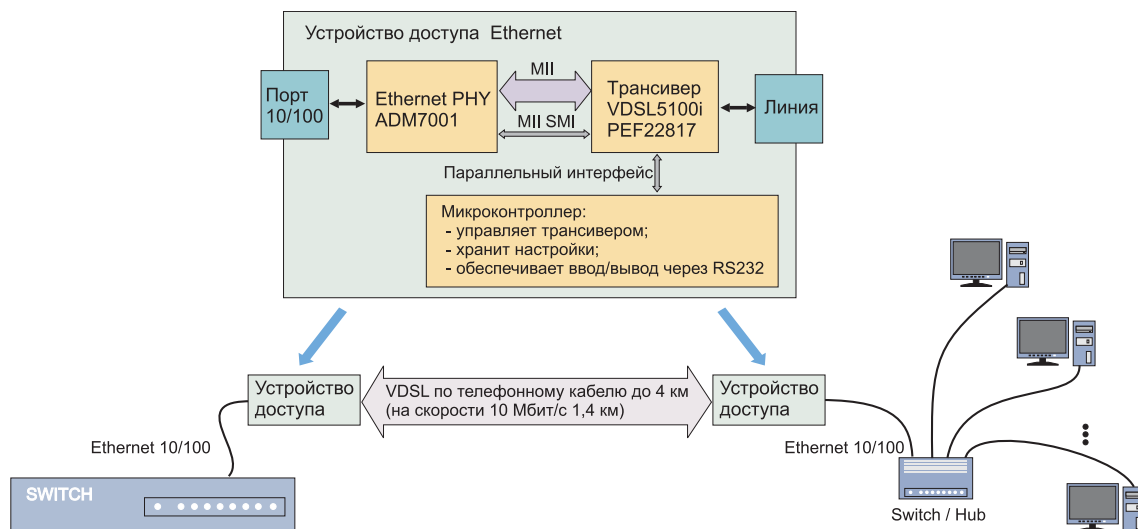 Устройство доступа Ethernet
Порт
10/100
Ethernet PHY
ADM7001
MII
MII SMI
Трансивер
VDSL5100i
PEF22817
Линия
Параллельный интерфейс
Микроконтроллер:
- управляет трансивером;
- хранит настройки;
- обеспечивает ввод/вывод через RS232
Устройство
доступа
VDSL по телефонному кабелю до 4 км
(на скорости 10 Мбит/с 1,4 км)
Устройство
доступа
Ethernet 10/100
Ethernet 10/100
SWITCH
Switch / Hub